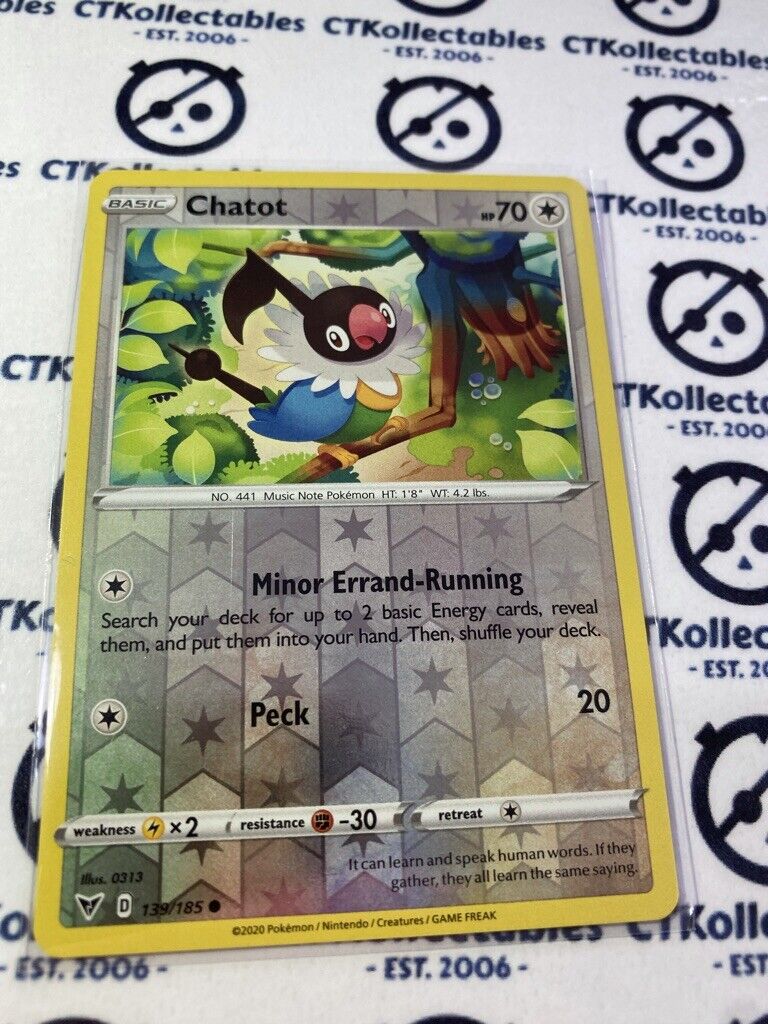 CTKollectables
CTKollectables
CTKollectables
- EST. 2006 -
- EST. 2006 -
- EST. 2006 -
BASIC Chatot HP 70
NO. 441 Music Note Pokémon HT: 1'8" WT: 4.2 lbs.
Minor Errand-Running
Search your deck for up to 2 basic Energy cards, reveal
them, and put them into your hand. Then, shuffle your deck.
Peck 20
weakness ×2 resistance -30 retreat
It can learn and speak human words. If they
gather, they all learn the same saying.
Illus. 0313
D 139/185
©2020 Pokémon / Nintendo / Creatures / GAME FREAK
- EST. 2006 -
- EST. 2006 -
- EST. 2006 -